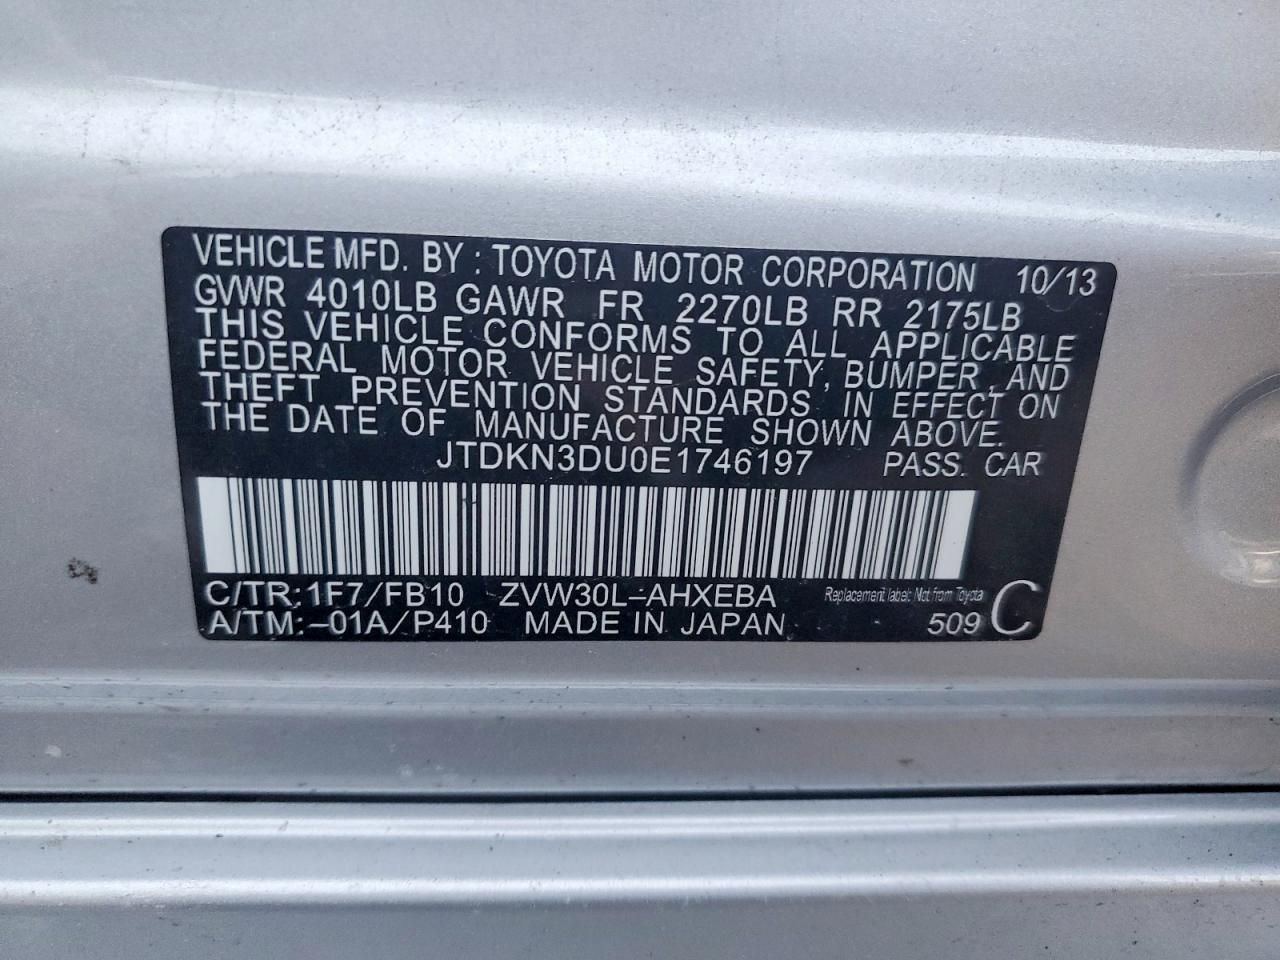 VEHICLE MFD. BY : TOYOTA MOTOR CORPORATION 10/13
GVWR 4010LB GAWR FR 2270LB RR 2175LB
THIS VEHICLE CONFORMS TO ALL APPLICABLE
FEDERAL MOTOR VEHICLE SAFETY, BUMPER, AND
THEFT PREVENTION STANDARDS IN EFFECT ON
THE DATE OF MANUFACTURE SHOWN ABOVE.
JTDKN3DU0E1746197 PASS. CAR
C/TR: 1F7/FB10 ZVW30L-AHXEBA Replacement label: Not from Toyota
A/TM: -01A/P410 MADE IN JAPAN 509 C